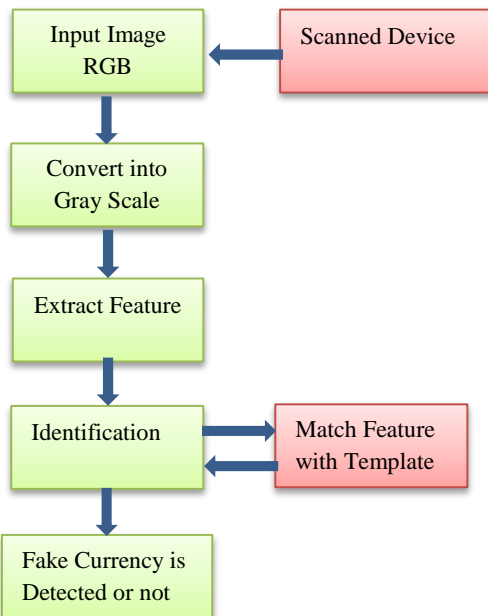 Input Image
RGB
Scanned Device
Convert into
Gray Scale
Extract Feature
Identification
Match Feature
with Template
Fake Currency is
Detected or not